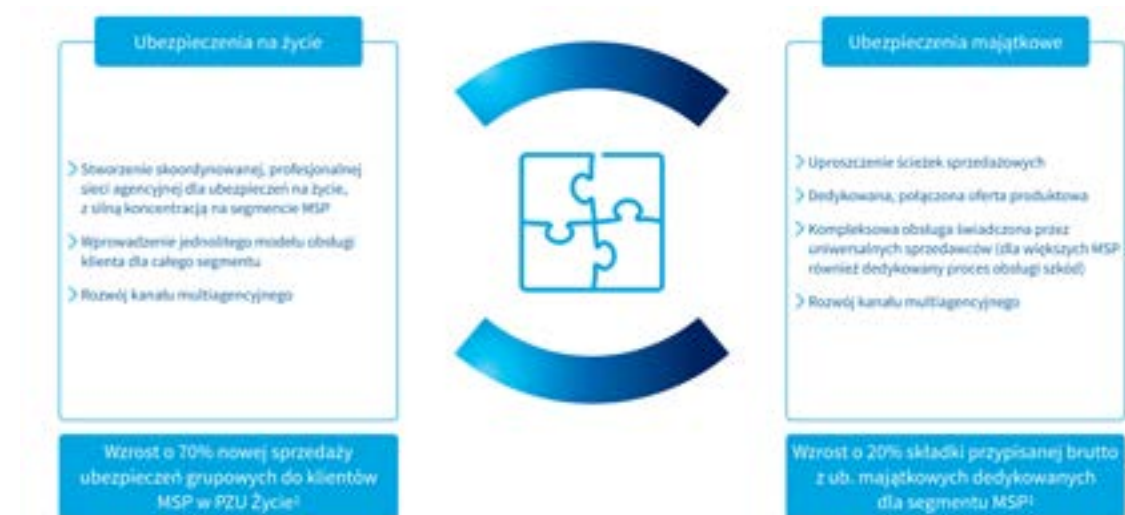 Ubezpieczenia na życie
Stworzenie skoordynowanej, profesjonalnej
sieci agencyjnej dla ubezpieczeń na życie,
z silną koncentracją na segmencie MSP
Wprowadzenie jednolitego modelu obsługi
klienta dla całego segmentu
Rozwój kanału multiagencyjnego
Wzrost o 70% nowej sprzedaży
ubezpieczeń grupowych do klientów
MSP w PZU Życie
Ubezpieczenia majątkowe
Uproszczenie ścieżek sprzedażowych
Dedykowana, połączona oferta produktowa
Kompleksowa obsługa świadczona przez
uniwersalnych sprzedawców (dla większych MSP
również dedykowany proces obsługi szkód)
Rozwój kanału multiagencyjnego
Wzrost o 20% składki przypisanej brutto
z ub. majątkowych dedykowanych
dla segmentu MSP